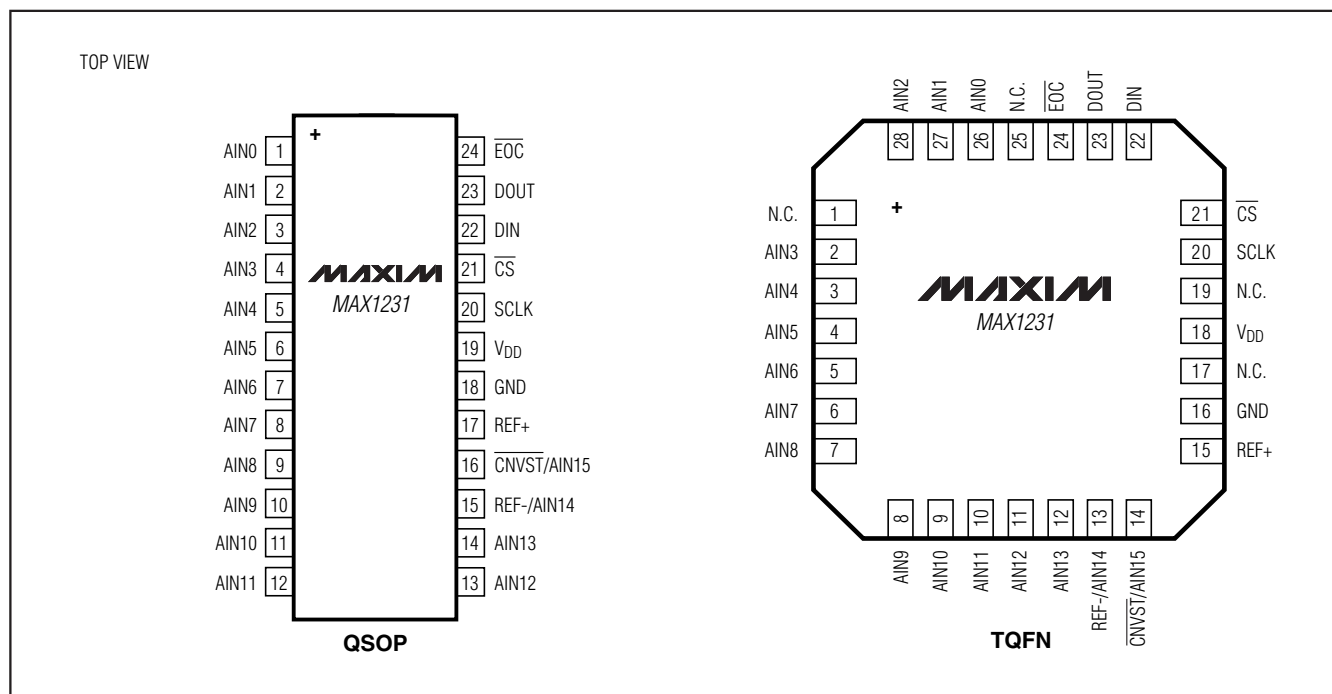 TOP VIEW
+
AIN0 1
AIN1 2
AIN2 3
AIN3 4
AIN4 5
AIN5 6
AIN6 7
AIN7 8
AIN8 9
AIN9 10
AIN10 11
AIN11 12
MAXIM
MAX1231
24 EOC
23 DOUT
22 DIN
21 CS
20 SCLK
19 VDD
18 GND
17 REF+
16 CNVST/AIN15
15 REF-/AIN14
14 AIN13
13 AIN12
QSOP
AIN2 AIN1 AIN0 N.C. EOC DOUT DIN
28 27 26 25 24 23 22
+
N.C. 1
AIN3 2
AIN4 3
AIN5 4
AIN6 5
AIN7 6
AIN8 7
MAXIM
MAX1231
21 CS
20 SCLK
19 N.C.
18 VDD
17 N.C.
16 GND
15 REF+
8 9 10 11 12 13 14
AIN9 AIN10 AIN11 AIN12 AIN13 REF-/AIN14 CNVST/AIN15
TQFN